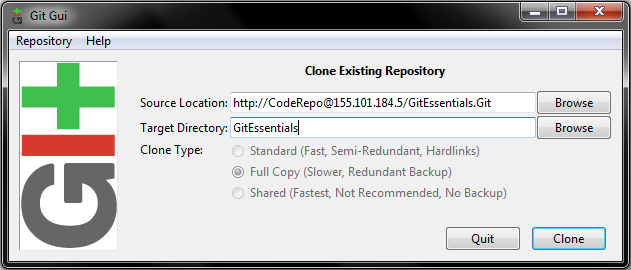 Git Gui
Repository Help
Clone Existing Repository
Source Location: http://CodeRepo@155.101.184.5/GitEssentials.Git Browse
Target Directory: GitEssentials Browse
Clone Type: Standard (Fast, Semi-Redundant, Hardlinks)
Full Copy (Slower, Redundant Backup)
Shared (Fastest, Not Recommended, No Backup)
Quit Clone
Git